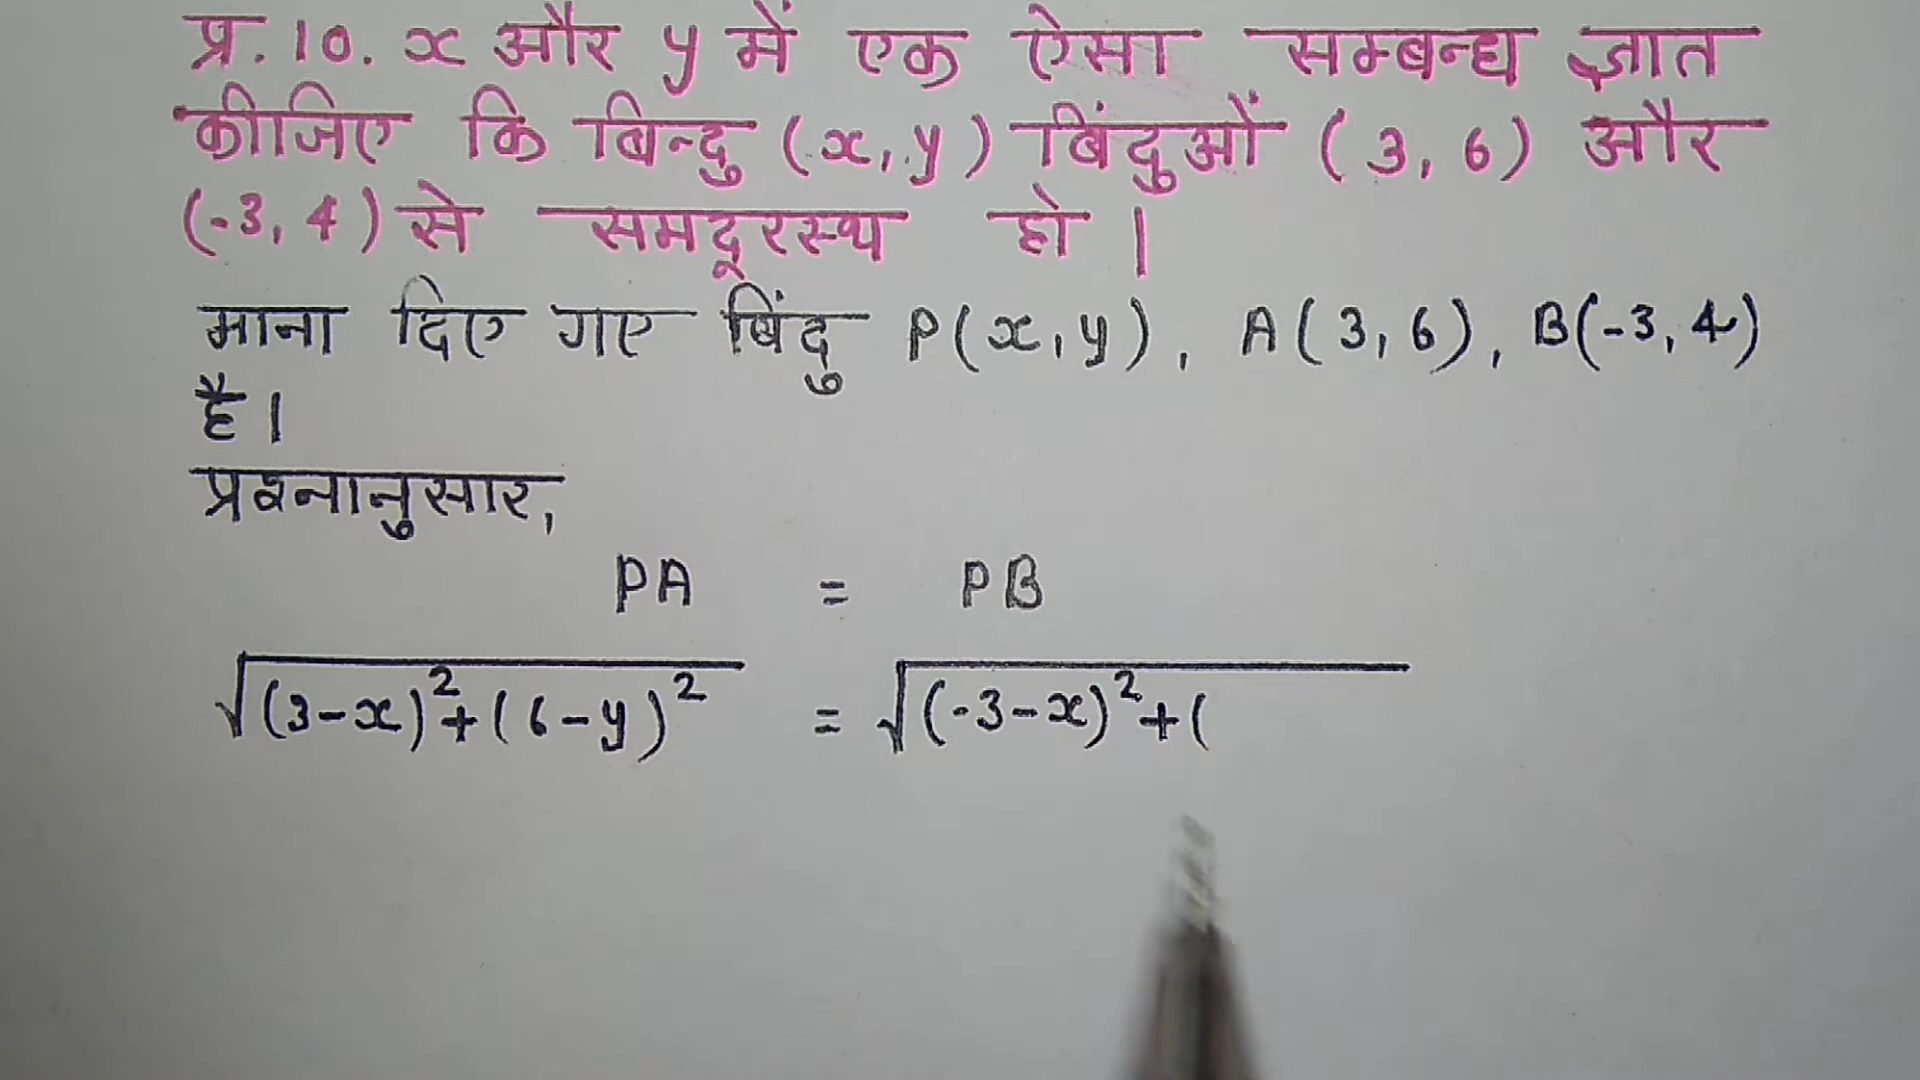 प्र. 10. x और y में एक ऐसा सम्बन्ध ज्ञात
कीजिए कि बिन्दु (x, y) बिंदुओं (3, 6) और
(-3, 4) से समदूरस्थ हो।
माना दिए गए बिंदु P(x, y), A(3, 6), B(-3, 4)
है।
प्रश्नानुसार,
PA = PB
√(3-x)²+(6-y)² = √(-3-x)²+(